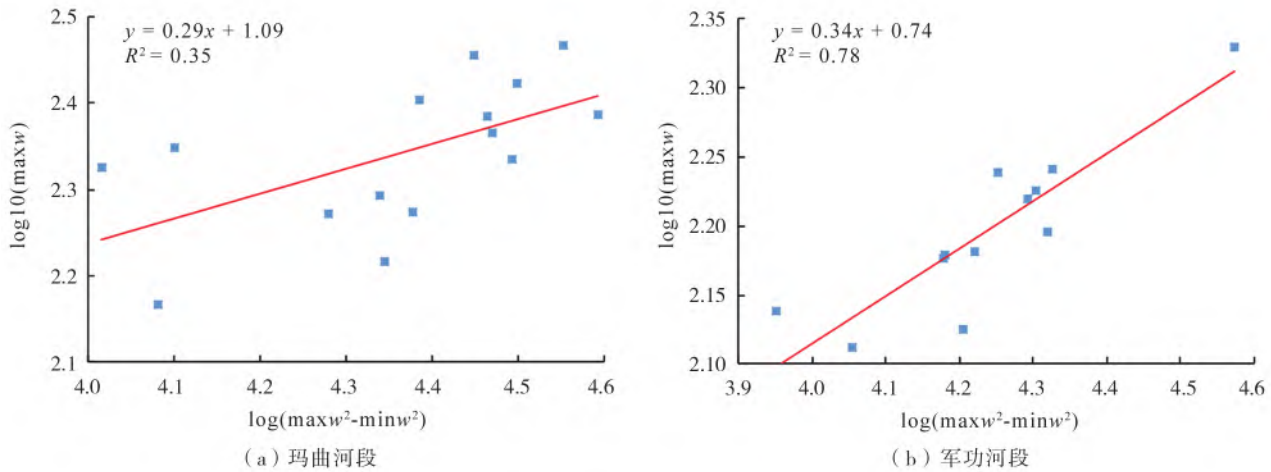 y = 0.29x + 1.09
R² = 0.35
2.5
2.4
2.3
2.2
2.1
log10(maxw)
4.0 4.1 4.2 4.3 4.4 4.5 4.6
log(maxw²-minw²)
(a)玛曲河段
y = 0.34x + 0.74
R² = 0.78
2.35
2.30
2.25
2.20
2.15
2.10
log10(maxw)
3.9 4.0 4.1 4.2 4.3 4.4 4.5 4.6
log(maxw²-minw²)
(b)军功河段